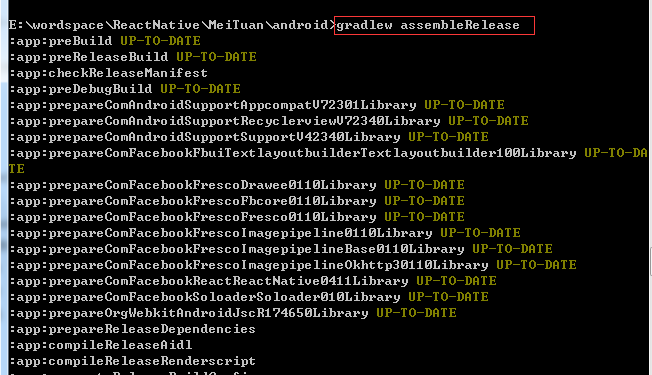 E:\wordspace\ReactNative\MeiTuan\android>gradlew assembleRelease
:app:preBuild UP-TO-DATE
:app:preReleaseBuild UP-TO-DATE
:app:checkReleaseManifest
:app:preDebugBuild UP-TO-DATE
:app:prepareComAndroidSupportAppcompatV72301Library UP-TO-DATE
:app:prepareComAndroidSupportRecyclerviewV72340Library UP-TO-DATE
:app:prepareComAndroidSupportSupportV42340Library UP-TO-DATE
:app:prepareComFacebookFbuiTextlayoutbuilderTextlayoutbuilder100Library UP-TO-DA
TE
:app:prepareComFacebookFrescoDrawee0110Library UP-TO-DATE
:app:prepareComFacebookFrescoFbcore0110Library UP-TO-DATE
:app:prepareComFacebookFrescoFresco0110Library UP-TO-DATE
:app:prepareComFacebookFrescoImagepipeline0110Library UP-TO-DATE
:app:prepareComFacebookFrescoImagepipelineBase0110Library UP-TO-DATE
:app:prepareComFacebookFrescoImagepipelineOkhttp30110Library UP-TO-DATE
:app:prepareComFacebookReactReactNative0411Library UP-TO-DATE
:app:prepareComFacebookSoloaderSoloader010Library UP-TO-DATE
:app:prepareOrgWebkitAndroidJscR174650Library UP-TO-DATE
:app:prepareReleaseDependencies
:app:compileReleaseAidl
:app:compileReleaseRenderscript